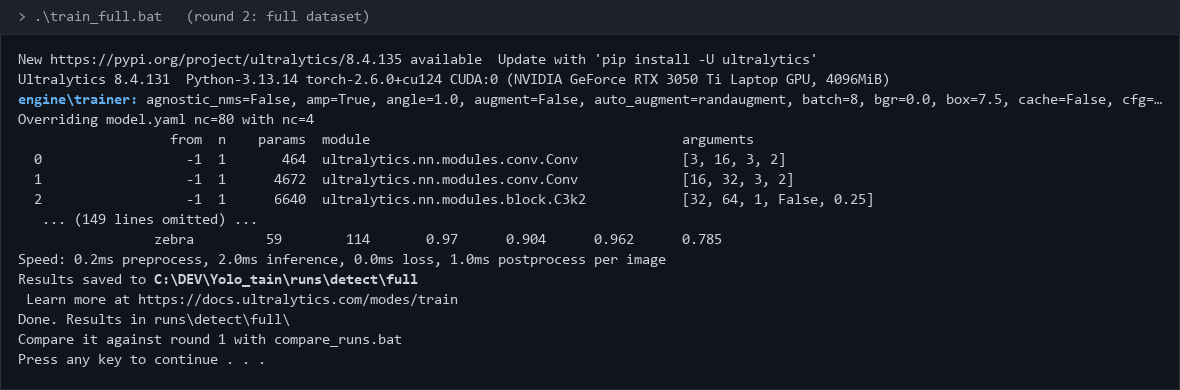 > .\train_full.bat (round 2: full dataset)
New https://pypi.org/project/ultralytics/8.4.135 available Update with 'pip install -U ultralytics'
Ultralytics 8.4.131 Python-3.13.14 torch-2.6.0+cu124 CUDA:0 (NVIDIA GeForce RTX 3050 Ti Laptop GPU, 4096MiB)
engine\trainer: agnostic_nms=False, amp=True, angle=1.0, augment=False, auto_augment=randaugment, batch=8, bgr=0.0, box=7.5, cache=False, cfg=…
Overriding model.yaml nc=80 with nc=4
from n params module arguments
0 -1 1 464 ultralytics.nn.modules.conv.Conv [3, 16, 3, 2]
1 -1 1 4672 ultralytics.nn.modules.conv.Conv [16, 32, 3, 2]
2 -1 1 6640 ultralytics.nn.modules.block.C3k2 [32, 64, 1, False, 0.25]
... (149 lines omitted) ...
zebra 59 114 0.97 0.904 0.962 0.785
Speed: 0.2ms preprocess, 2.0ms inference, 0.0ms loss, 1.0ms postprocess per image
Results saved to C:\DEV\Yolo_tain\runs\detect\full
Learn more at https://docs.ultralytics.com/modes/train
Done. Results in runs\detect\full\
Compare it against round 1 with compare_runs.bat
Press any key to continue . . .